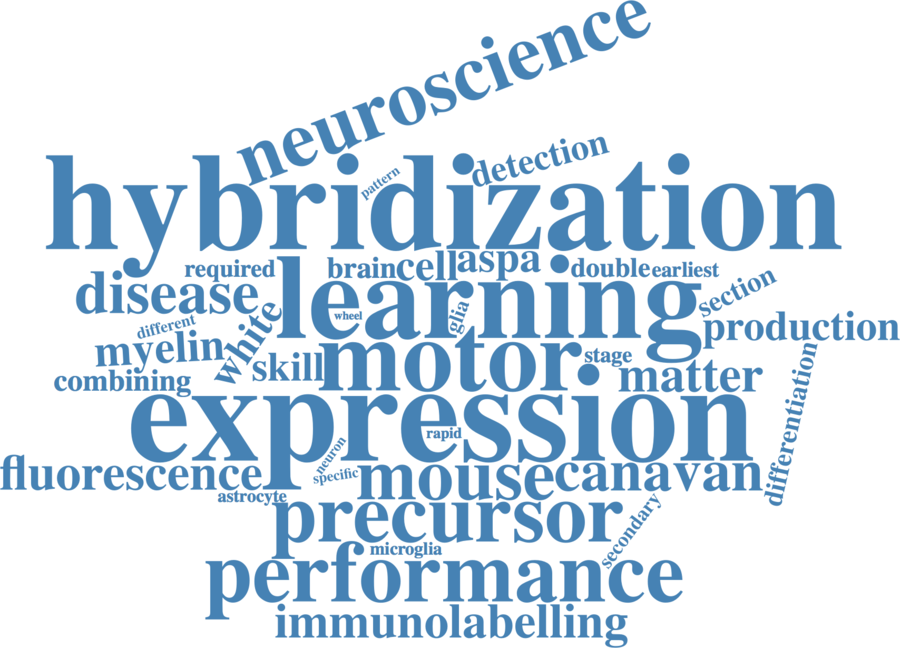 neuroscience
pattern
detection
hybridization
required
brain
cell
aspa
double
earliest
disease
learning
section
different
white
wheel
glia
production
myelin
skill
motor
stage
matter
combining
differentiation
expression
rapid
neuron
fluorescence
specific
mouse
canavan
astrocyte
precursor
secondary
microglia
performance
immunolabelling